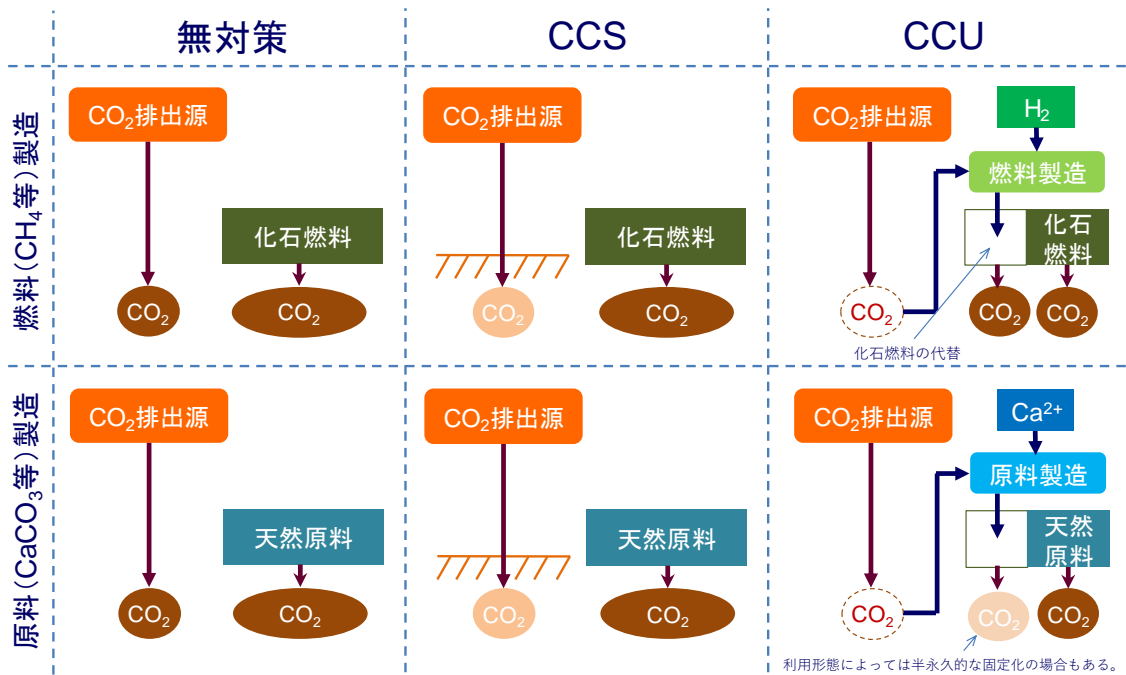 無対策
CCS
CCU
燃料(CH₄等)製造
CO₂排出源
化石燃料
CO₂
CO₂
CO₂排出源
化石燃料
CO₂
CO₂
CO₂排出源
H₂
燃料製造
化石
燃料
CO₂
CO₂
CO₂
化石燃料の代替
原料(CaCO₃等)製造
CO₂排出源
天然原料
CO₂
CO₂
CO₂排出源
天然原料
CO₂
CO₂
CO₂排出源
Ca²⁺
原料製造
天然
原料
CO₂
CO₂
CO₂
利用形態によっては半永久的な固定化の場合もある。